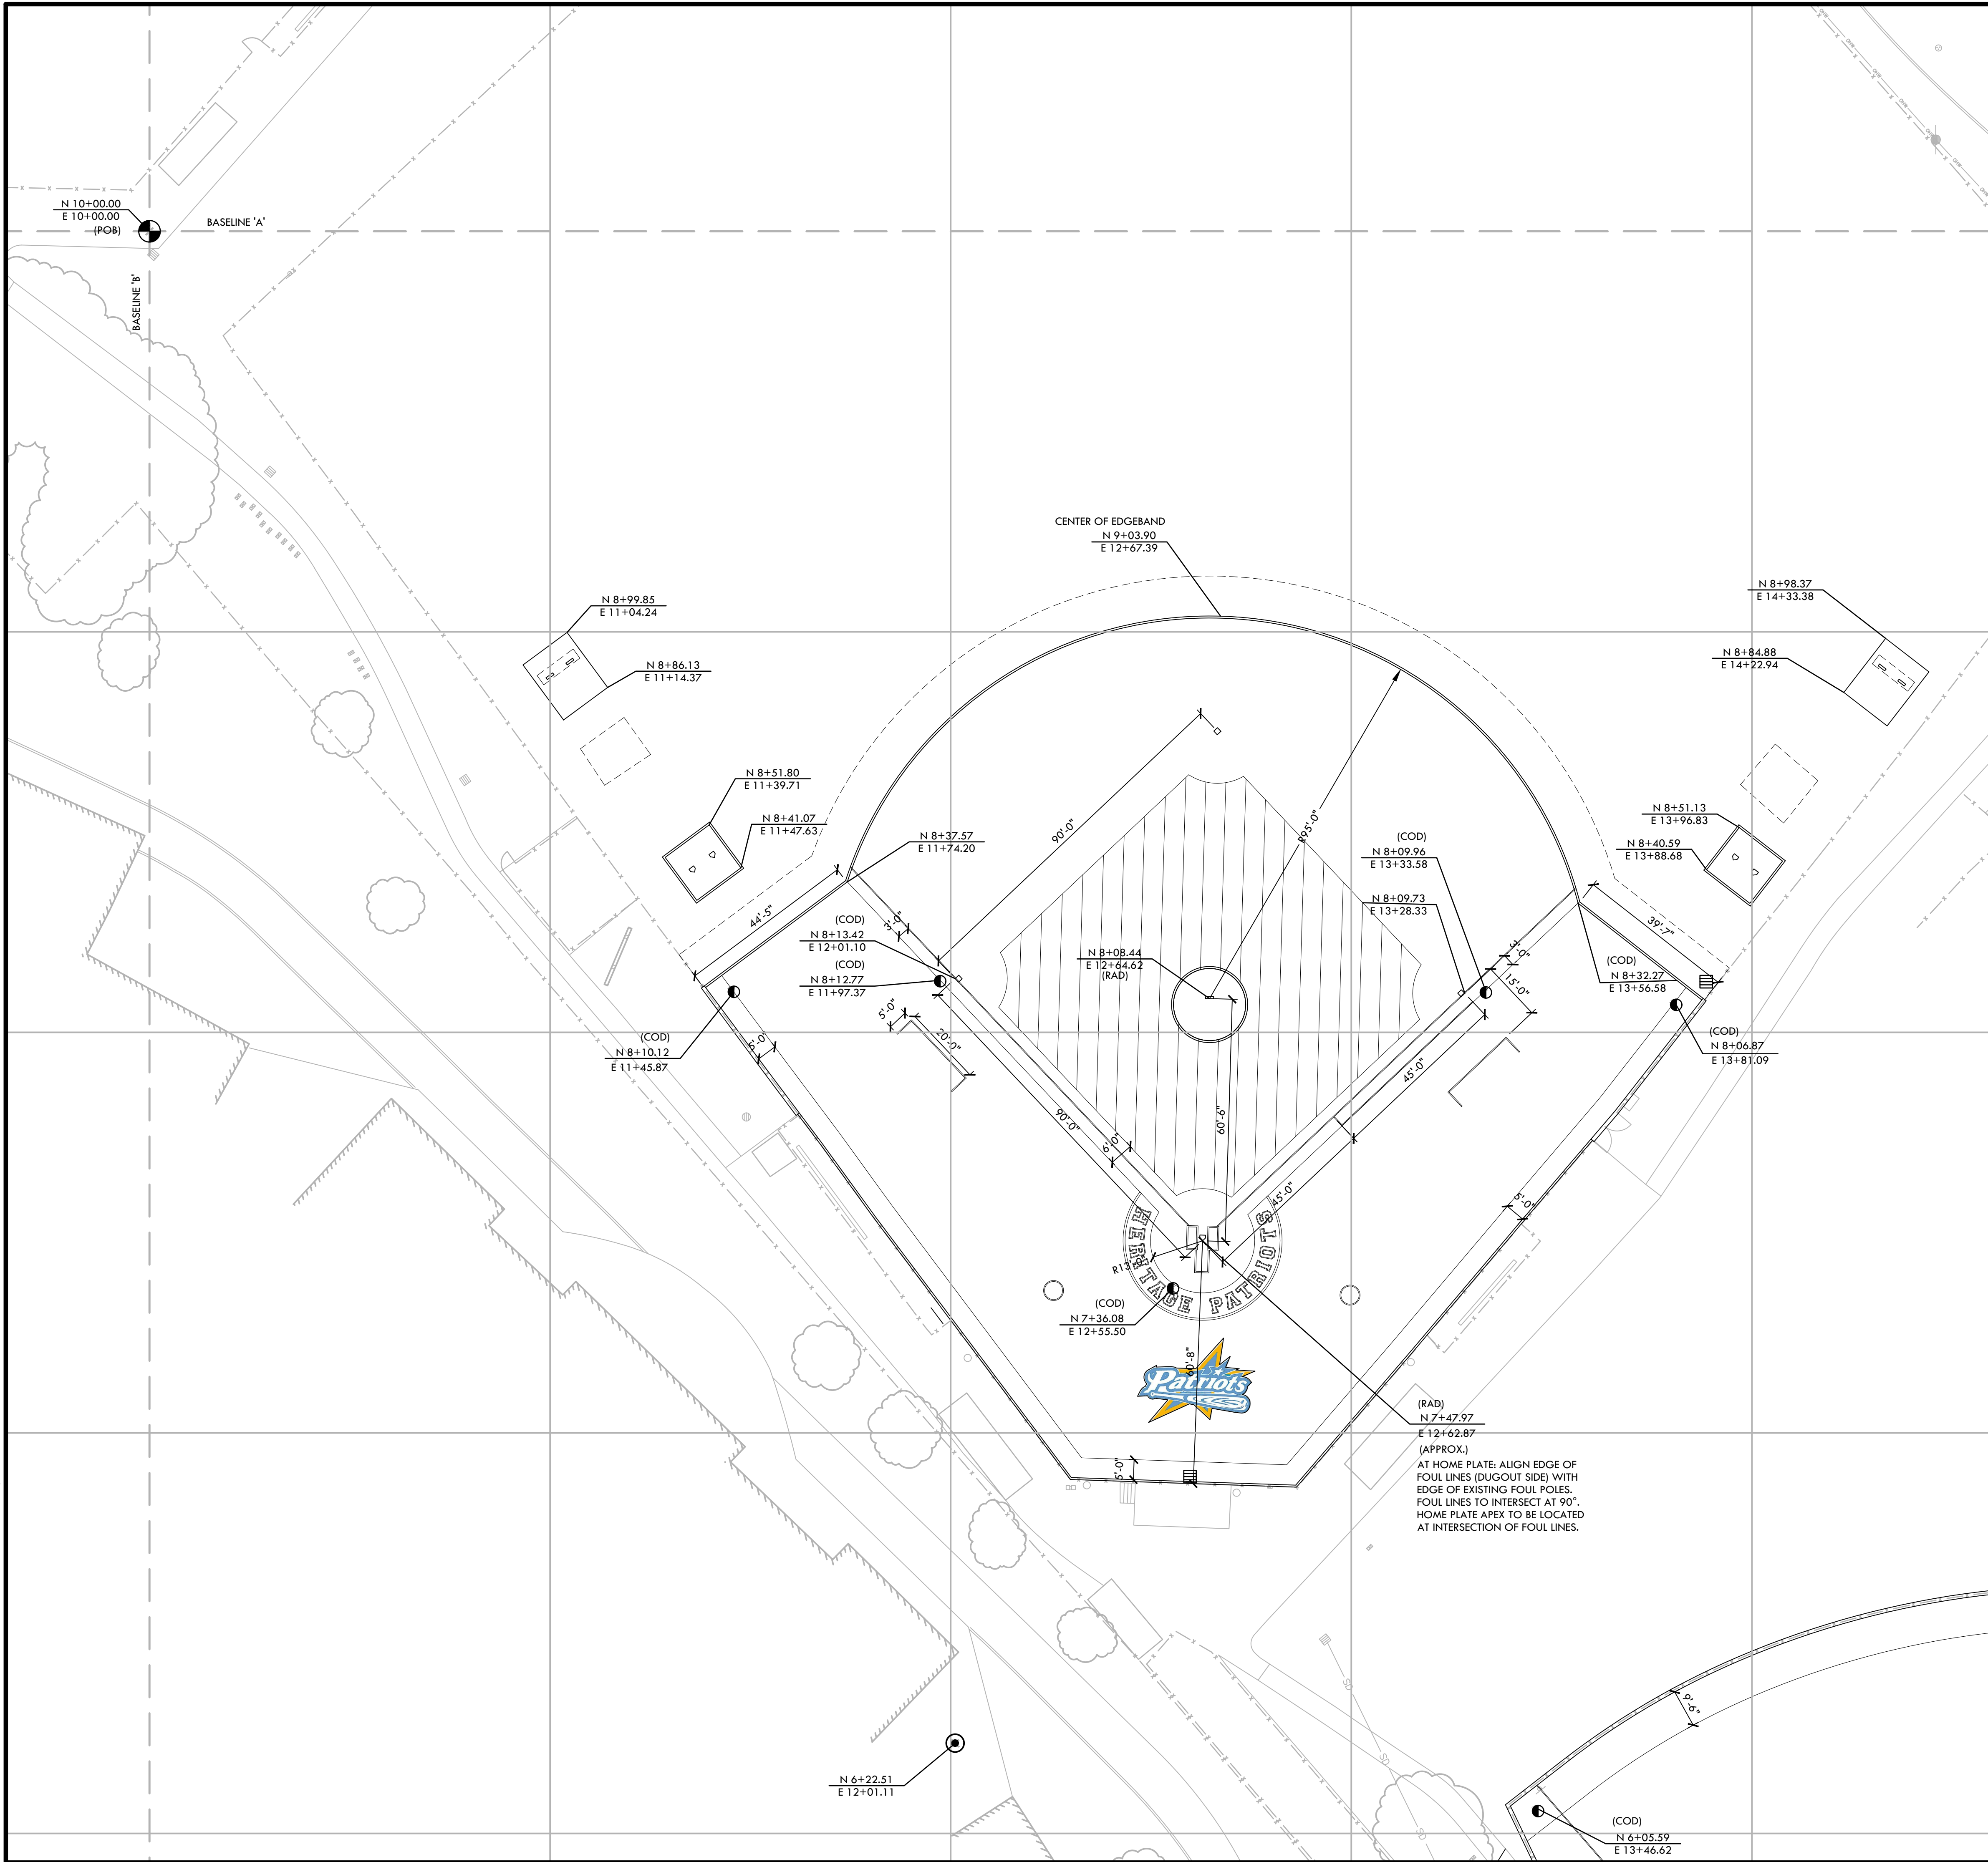 N 10+00.00
E 10+00.00
(POB)
BASELINE 'A'
BASELINE 'B'
CENTER OF EDGEBAND
N 9+03.90
E 12+67.39
N 8+99.85
E 11+04.24
N 8+86.13
E 11+14.37
N 8+98.37
E 14+33.38
N 8+84.88
E 14+22.94
N 8+51.80
E 11+39.71
N 8+41.07
E 11+47.63
N 8+37.57
E 11+74.20
90'-0"
R95'-0"
(COD)
N 8+09.96
E 13+33.58
N 8+51.13
E 13+96.83
N 8+40.59
E 13+88.68
44'-5"
3'-0"
(COD)
N 8+13.42
E 12+01.10
(COD)
N 8+12.77
E 11+97.37
N 8+09.73
E 13+28.33
39'-7"
N 8+08.44
E 12+64.62
(RAD)
3'-0"
15'-0"
(COD)
N 8+32.27
E 13+56.58
(COD)
N 8+10.12
E 11+45.87
5'-0"
5'-0"
20'-0"
45'-0"
(COD)
N 8+06.87
E 13+81.09
90'-0"
6'-0"
60'-6"
45'-0"
5'-0"
HERITAGE PATRIOTS
R13'-0"
(COD)
N 7+36.08
E 12+55.50
60'-8"
Patriots
5'-0"
(RAD)
N 7+47.97
E 12+62.87
(APPROX.)
AT HOME PLATE: ALIGN EDGE OF
FOUL LINES (DUGOUT SIDE) WITH
EDGE OF EXISTING FOUL POLES.
FOUL LINES TO INTERSECT AT 90°.
HOME PLATE APEX TO BE LOCATED
AT INTERSECTION OF FOUL LINES.
SD
SD
SD
9'-6"
N 6+22.51
E 12+01.11
(COD)
N 6+05.59
E 13+46.62